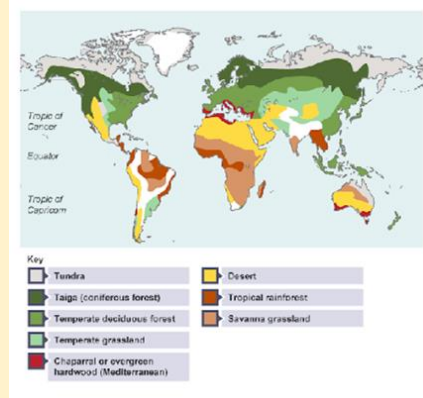 Tropic of
Cancer
Equator
Tropic of
Capricorn
Key
Tundra
Taiga (coniferous forest)
Temperate deciduous forest
Temperate grassland
Chaparral or evergreen
hardwood (Mediterranean)
Desert
Tropical rainforest
Savanna grassland